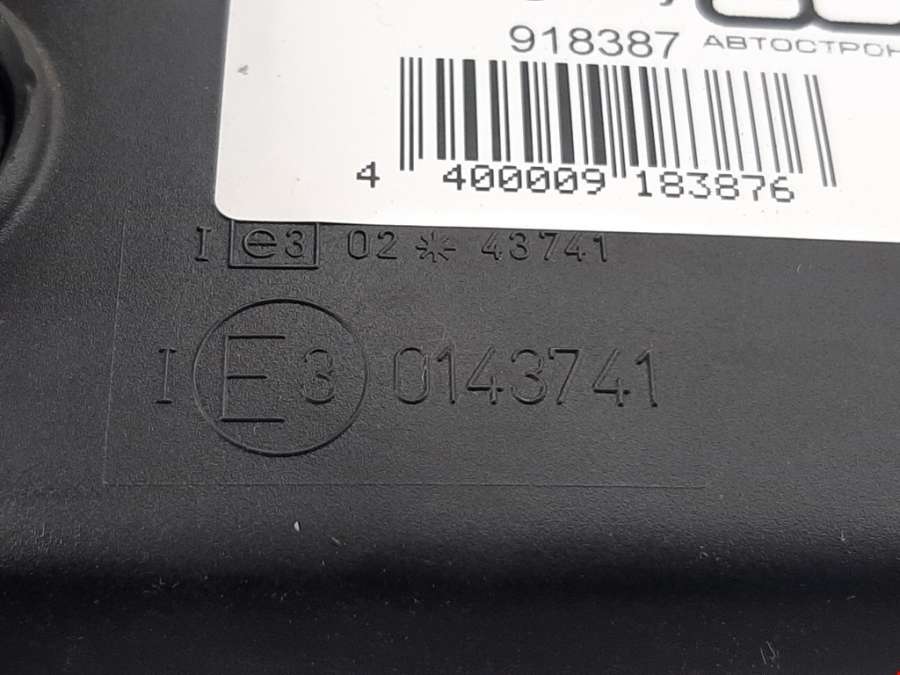 918387 АВТОСТРОН
4 400009 183876
I e3 02 * 43741
I E3 0143741